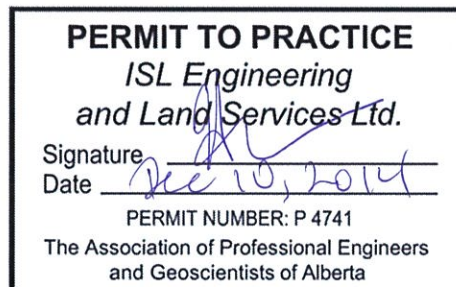 PERMIT TO PRACTICE
ISL Engineering
and Land Services Ltd.
Signature
Date Dec 10, 2014
PERMIT NUMBER: P 4741
The Association of Professional Engineers
and Geoscientists of Alberta